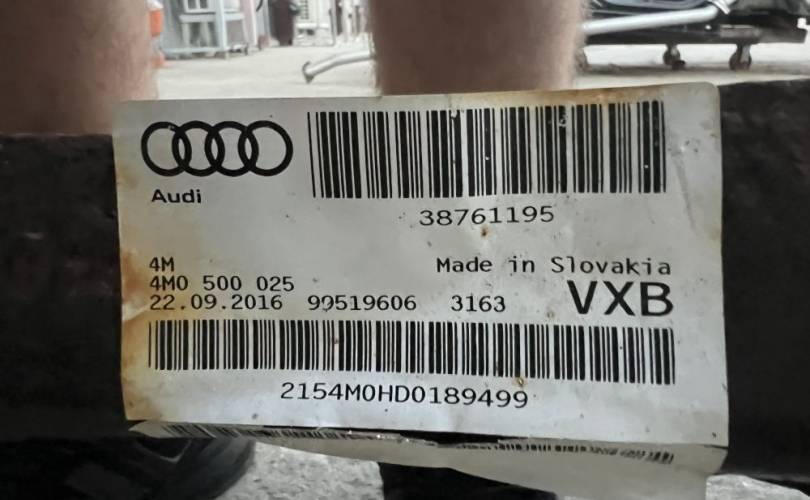 Audi
38761195
4M
Made in Slovakia
4M0 500 025
22.09.2016 99519606 3163 VXB
2154M0HD0189499